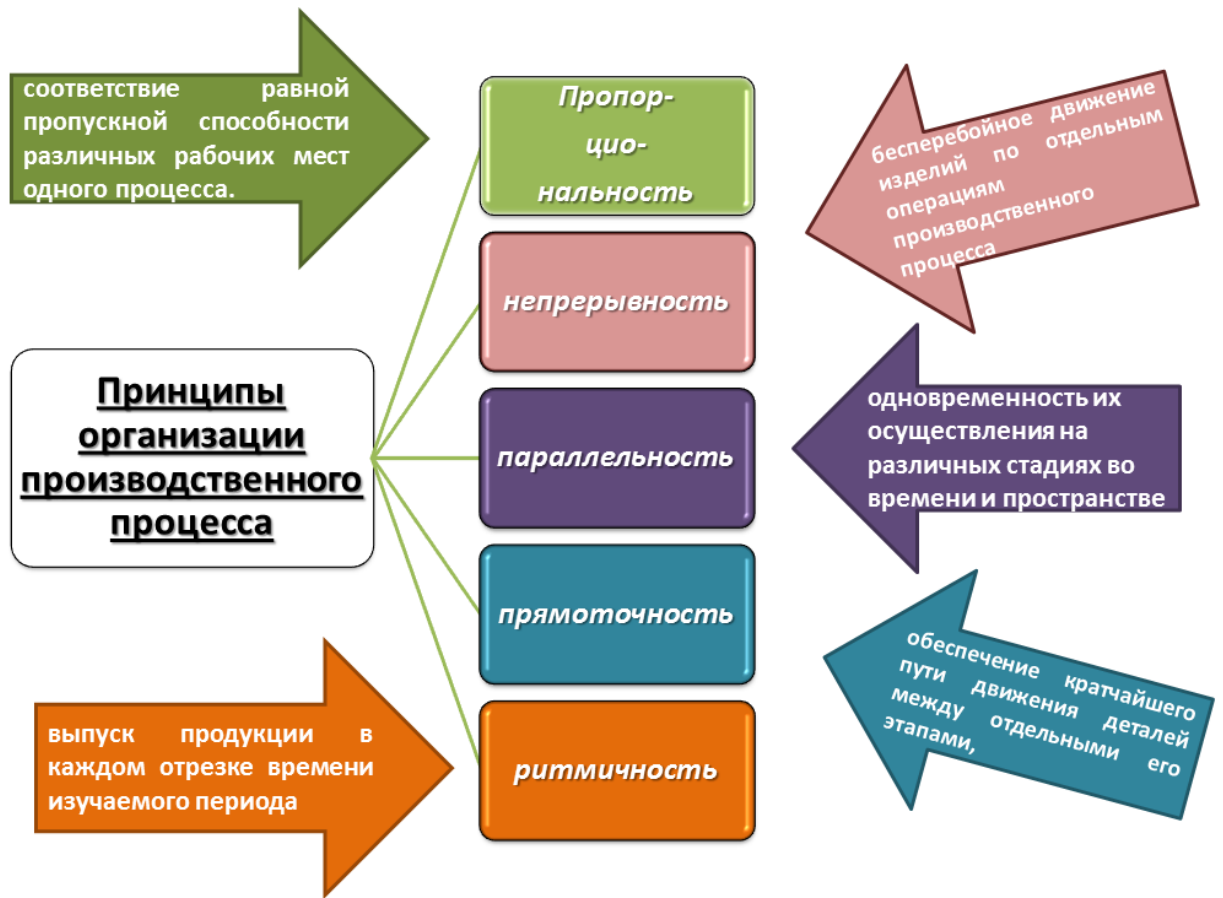 соответствие равной
пропускной способности
различных рабочих мест
одного процесса.
Пропор-
цио-
нальность
бесперебойное движение
изделий по отдельным
операциям
производственного
процесса
непрерывность
Принципы
организации
производственного
процесса
параллельность
одновременность их
осуществления на
различных стадиях во
времени и пространстве
прямоточность
обеспечение кратчайшего
пути движения деталей
между отдельными его
этапами,
выпуск продукции в
каждом отрезке времени
изучаемого периода
ритмичность